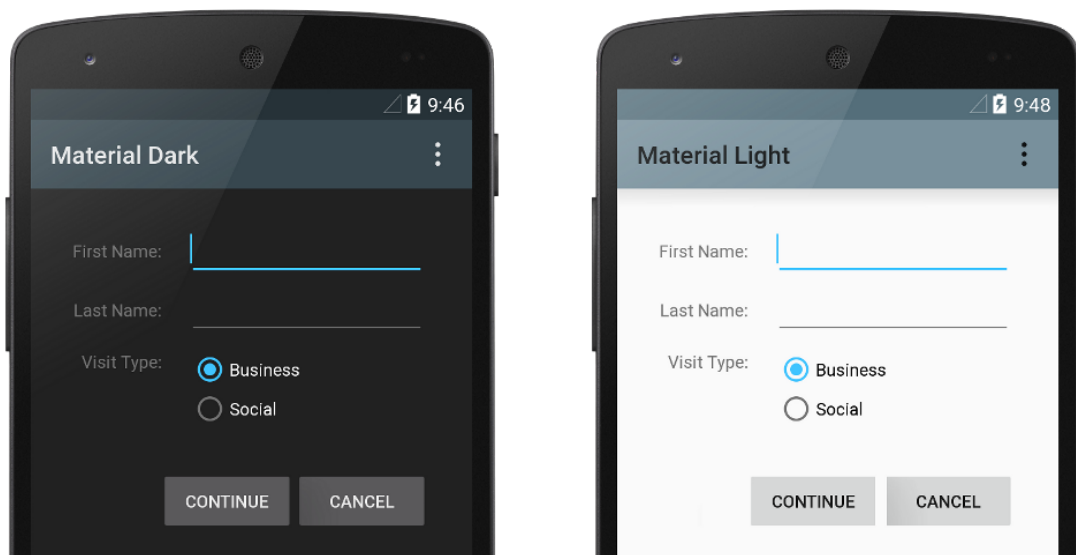 9:46
Material Dark
First Name:
Last Name:
Visit Type:
Business
Social
CONTINUE CANCEL
9:48
Material Light
First Name:
Last Name:
Visit Type:
Business
Social
CONTINUE CANCEL